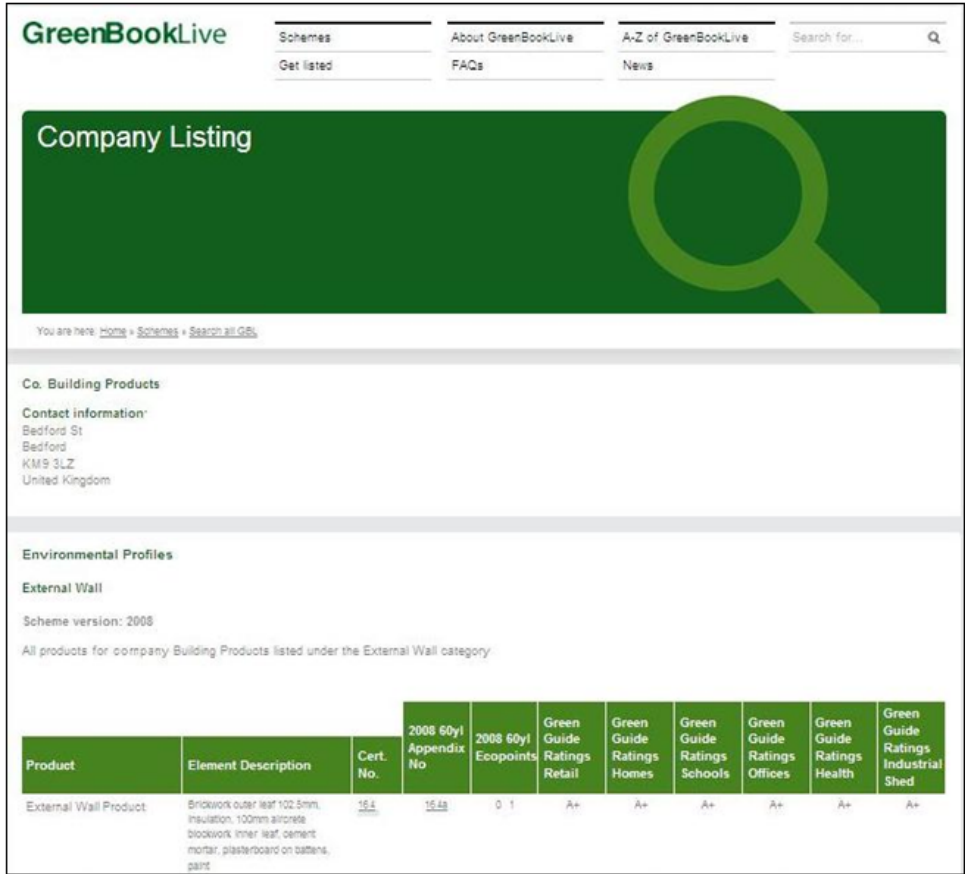 GreenBookLive
Schemes
About GreenBookLive
A-Z of GreenBookLive
Search for...
Get listed
FAQs
News
Company Listing
You are here: Home » Schemes » Search all GBL
Co. Building Products
Contact information
Bedford St
Bedford
KM9 3LZ
United Kingdom
Environmental Profiles
External Wall
Scheme version: 2008
All products for company Building Products listed under the External Wall category
Product
Element Description
Cert.
No.
2008 60yl
Appendix
No
2008 60yl
Ecopoints
Green
Guide
Ratings
Retail
Green
Guide
Ratings
Homes
Green
Guide
Ratings
Schools
Green
Guide
Ratings
Offices
Green
Guide
Ratings
Health
Green
Guide
Ratings
Industrial
Shed
External Wall Product
Brickwork outer leaf 102.5mm,
insulation, 100mm aircrete
blockwork inner leaf, cement
mortar, plasterboard on battens,
paint
164
164a
0 1
A+
A+
A+
A+
A+
A+